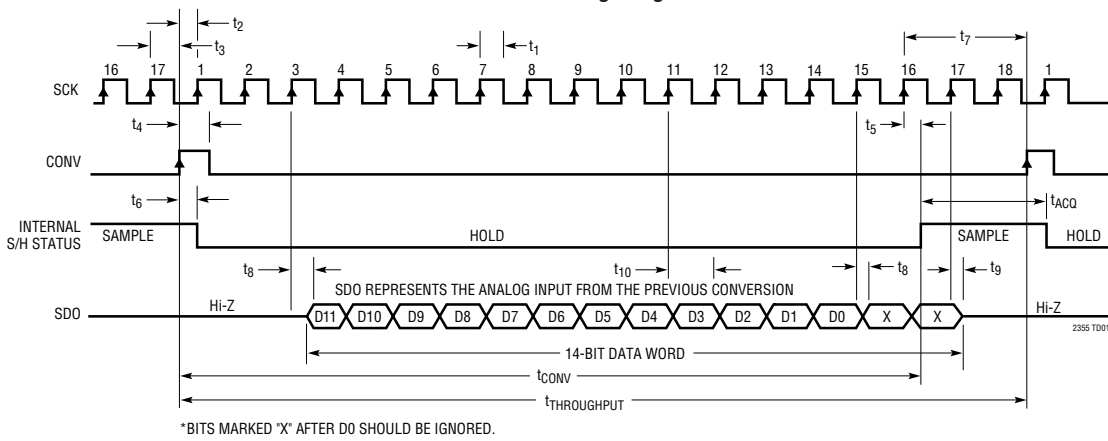 t2
t3
t1
t7
16 17 1 2 3 4 5 6 7 8 9 10 11 12 13 14 15 16 17 18 1
SCK
t4
t5
CONV
t6
tACQ
INTERNAL
S/H STATUS
SAMPLE HOLD SAMPLE HOLD
t8 t10 t8 t9
SDO REPRESENTS THE ANALOG INPUT FROM THE PREVIOUS CONVERSION
SDO Hi-Z D11 D10 D9 D8 D7 D6 D5 D4 D3 D2 D1 D0 X X Hi-Z
2355 TD01
14-BIT DATA WORD
tCONV
tTHROUGHPUT
*BITS MARKED "X" AFTER D0 SHOULD BE IGNORED.